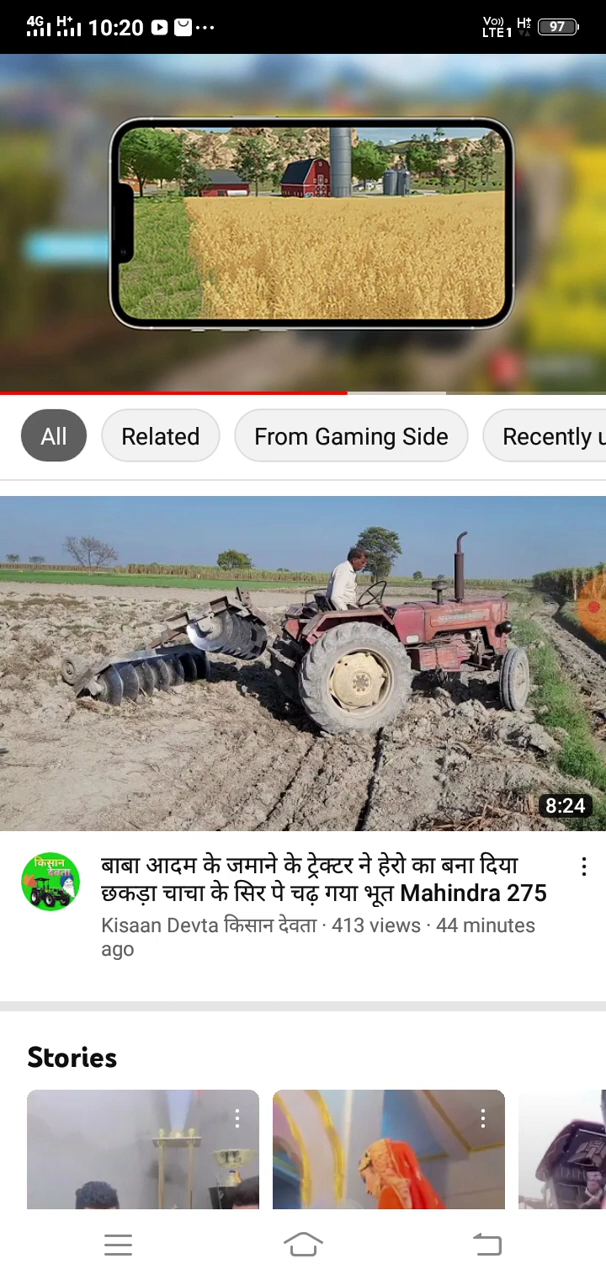 4G H+ 10:20 Vo)) LTE1 H+ 2 97
All Related From Gaming Side Recently u
8:24
किसान
देवता
बाबा आदम के जमाने के ट्रेक्टर ने हेरो का बना दिया
छकड़ा चाचा के सिर पे चढ़ गया भूत Mahindra 275
Kisaan Devta किसान देवता · 413 views · 44 minutes
ago
Stories